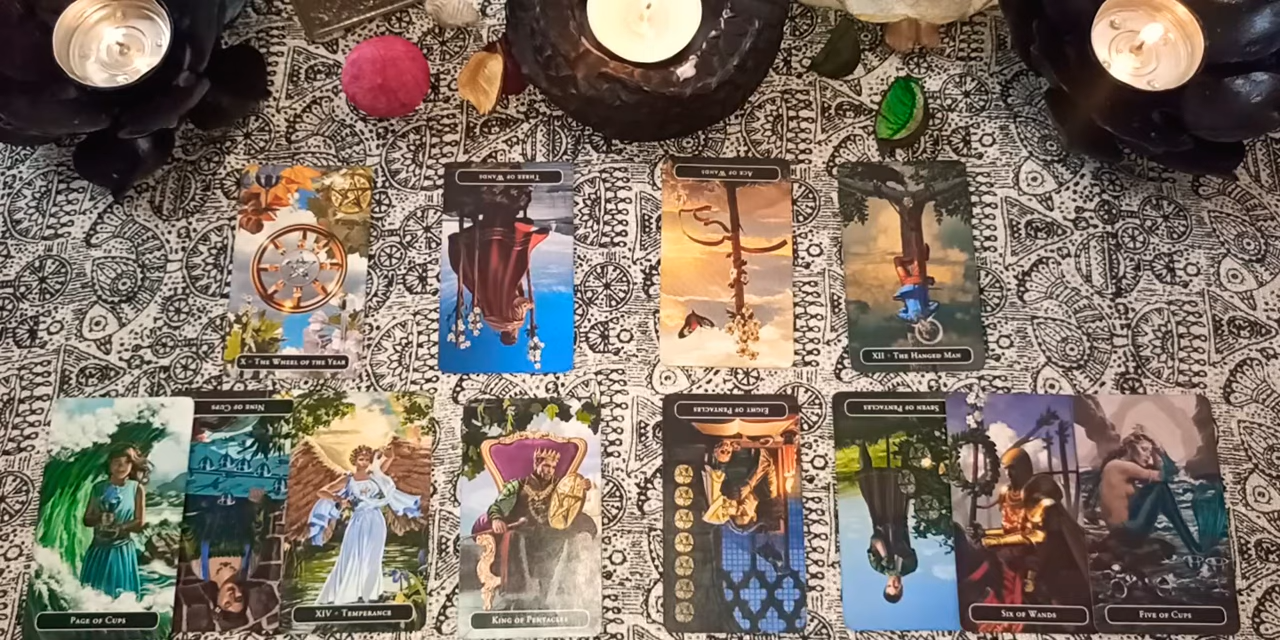 X · THE WHEEL OF THE YEAR
THREE OF WANDS
ACE OF WANDS
XII · THE HANGED MAN
PAGE OF CUPS
NINE OF CUPS
XIV · TEMPERANCE
KING OF PENTACLES
EIGHT OF PENTACLES
SEVEN OF PENTACLES
SIX OF WANDS
FIVE OF CUPS